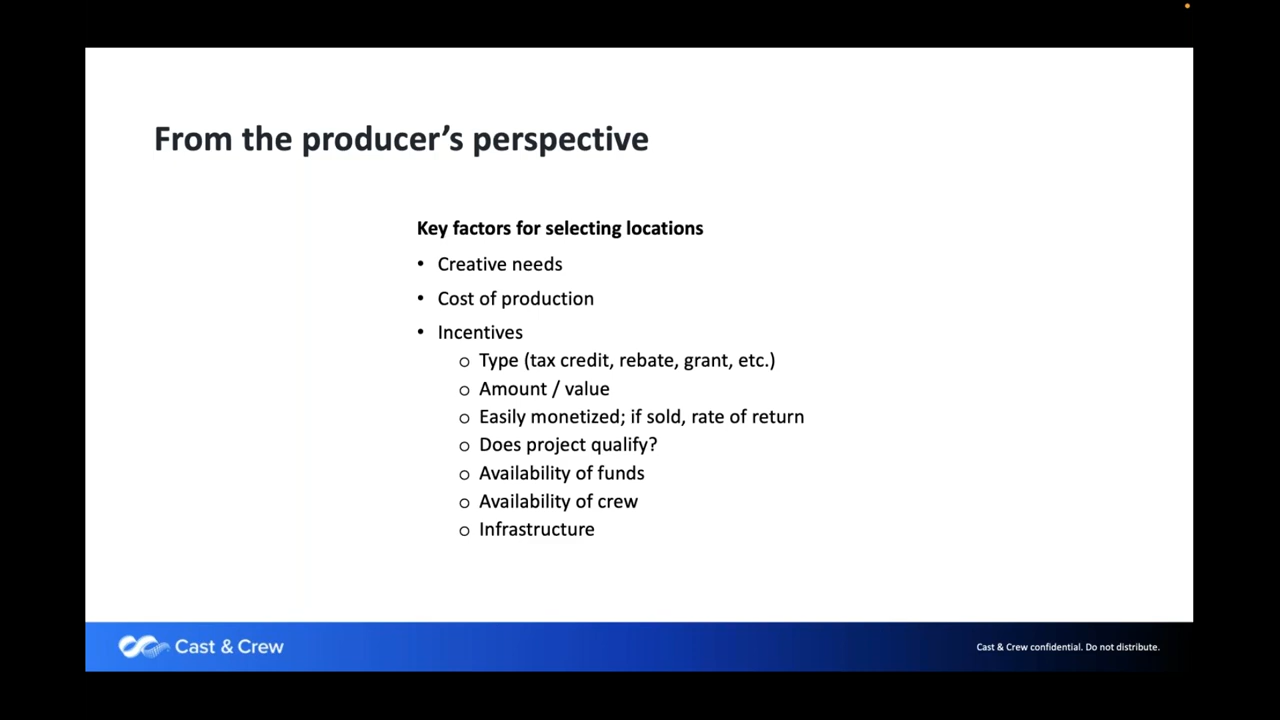 From the producer’s perspective
Key factors for selecting locations
• Creative needs
• Cost of production
• Incentives
o Type (tax credit, rebate, grant, etc.)
o Amount / value
o Easily monetized; if sold, rate of return
o Does project qualify?
o Availability of funds
o Availability of crew
o Infrastructure
Cast & Crew
Cast & Crew confidential. Do not distribute.